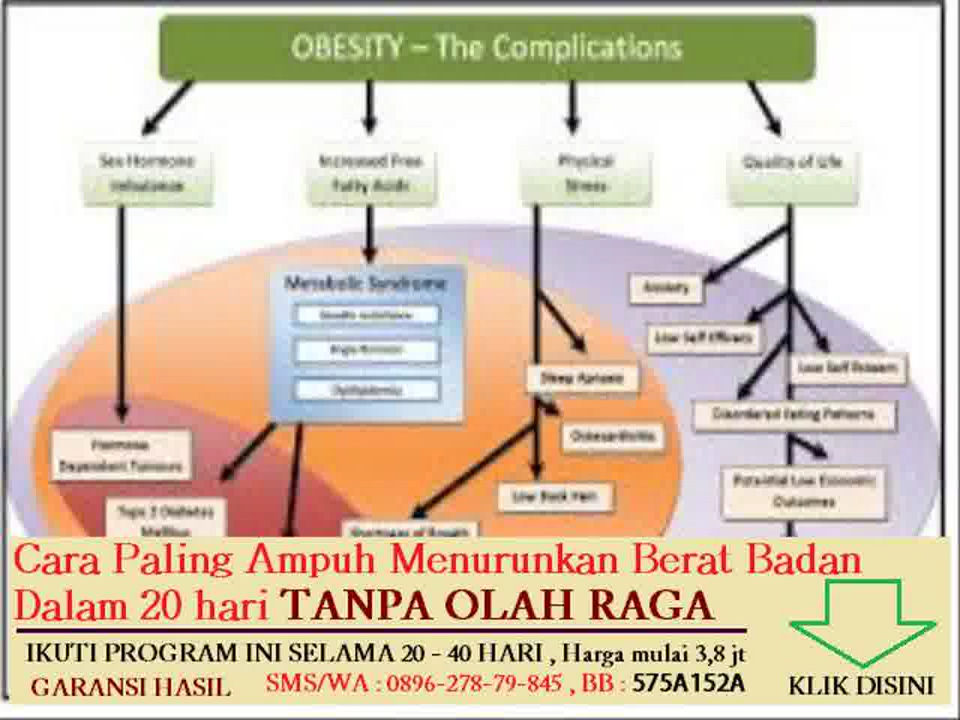 OBESITY – The Complications
Sex Hormone
Imbalance
Increased Free
Fatty Acids
Physical
Stress
Quality of Life
Metabolic Syndrome
Anxiety
Low Self Efficacy
Low Self Esteem
Sleep Apnoea
Disordered Eating Patterns
Osteoarthritis
Hormone
Dependent Tumours
Low Back Pain
Potential Low Economic
Outcomes
Type 2 Diabetes
Mellitus
Shortness of Breath
Cara Paling Ampuh Menurunkan Berat Badan
Dalam 20 hari TANPA OLAH RAGA
IKUTI PROGRAM INI SELAMA 20 - 40 HARI , Harga mulai 3,8 jt
GARANSI HASIL SMS/WA : 0896-278-79-845 , BB : 575A152A
KLIK DISINI